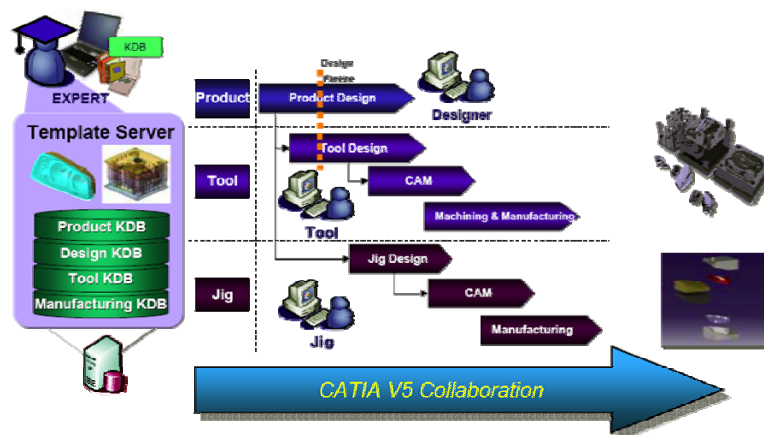 KDB
EXPERT
Template Server
Product KDB
Design KDB
Tool KDB
Manufacturing KDB
Design
Freeze
Product
Product Design
Designer
Tool
Tool Design
CAM
Machining & Manufacturing
Tool
Jig
Jig Design
CAM
Manufacturing
Jig
CATIA V5 Collaboration